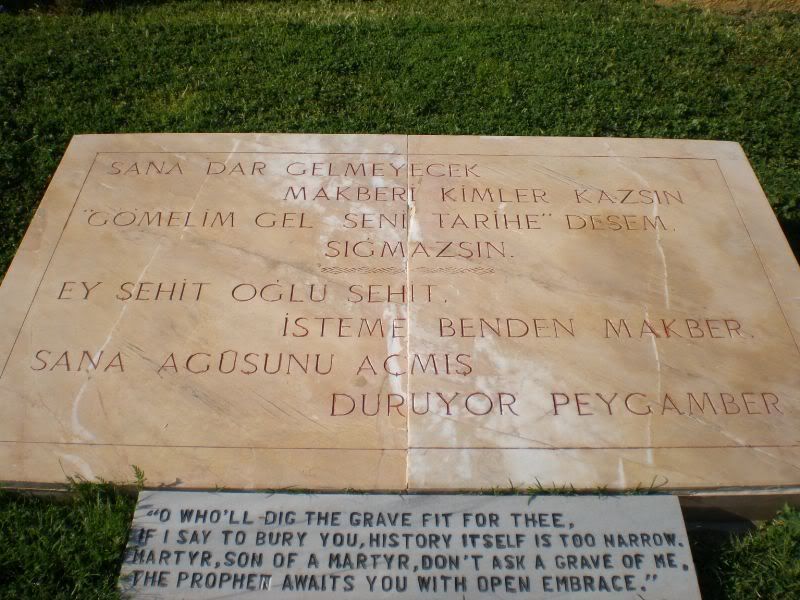 SANA DAR GELMEYECEK
MAKBERİ KİMLER KAZSIN
"GÖMELİM GEL SENİ TARİHE" DESEM,
SIĞMAZSIN.
EY ŞEHİT OĞLU ŞEHİT,
İSTEME BENDEN MAKBER,
SANA AGÛŞUNU AÇMIŞ
DURUYOR PEYGAMBER
"O WHO'LL DIG THE GRAVE FIT FOR THEE,
IF I SAY TO BURY YOU, HISTORY ITSELF IS TOO NARROW.
MARTYR, SON OF A MARTYR, DON'T ASK A GRAVE OF ME,
THE PROPHET AWAITS YOU WITH OPEN EMBRACE."